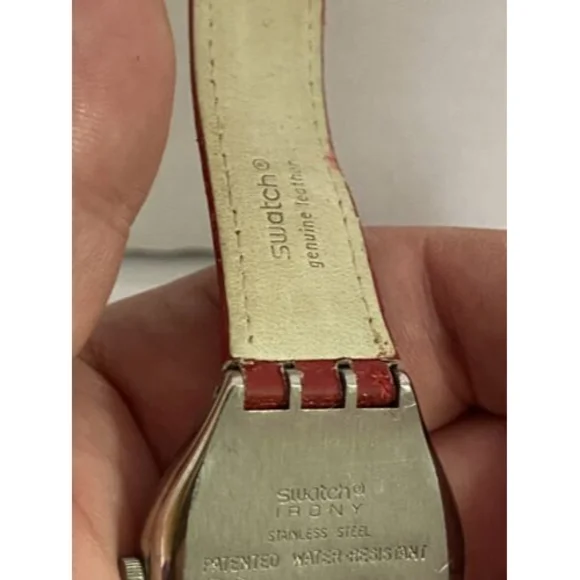 swatch®
genuine leather
swatch®
IRONY
STAINLESS STEEL
PATENTED WATER-RESISTANT